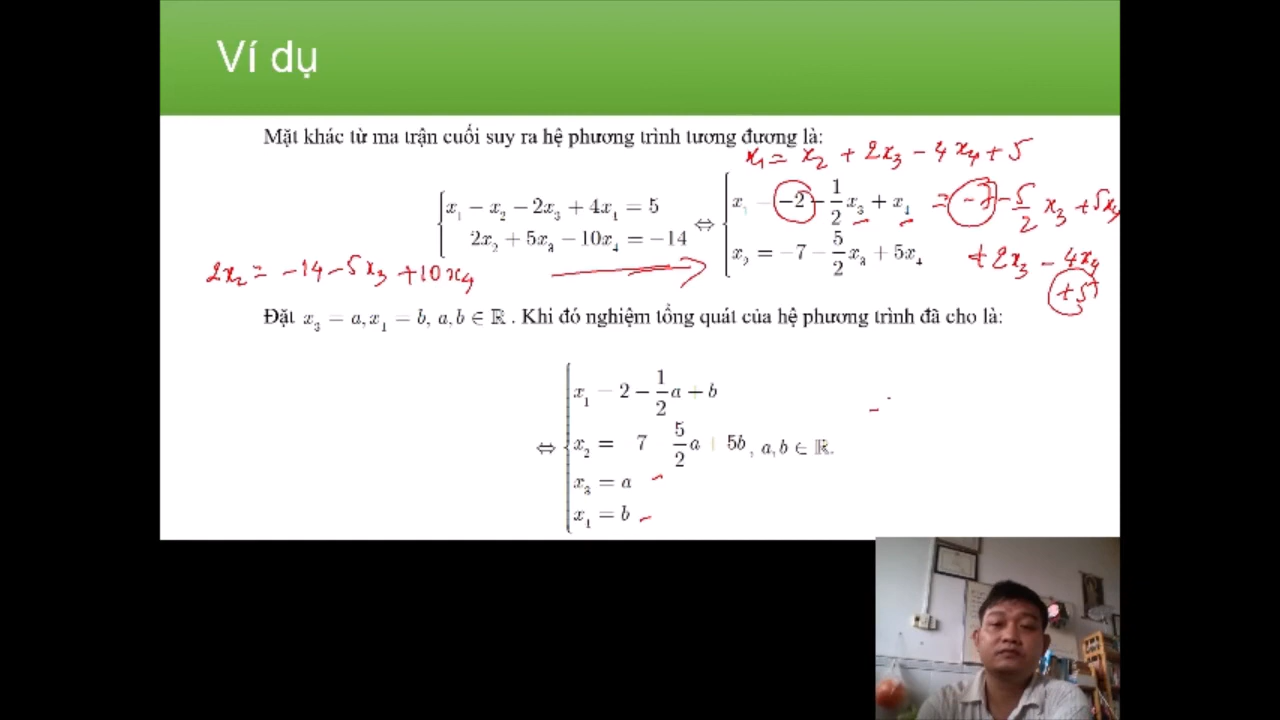 Ví dụ
Mặt khác từ ma trận cuối suy ra hệ phương trình tương đương là:
x₁ = x₂ + 2x₃ − 4x₄ + 5
x₁ − x₂ − 2x₃ + 4x₁ = 5 ⇔ x₁ = −2 − 1/2 x₃ + x₄ = −7 − 5/2 x₃ + 5x₄
2x₂ + 5x₃ − 10x₄ = −14 x₂ = −7 − 5/2 x₃ + 5x₄ + 2x₃ − 4x₄
2x₂ = −14 − 5x₃ + 10x₄ + 5
Đặt x₃ = a, x₁ = b, a, b ∈ ℝ . Khi đó nghiệm tổng quát của hệ phương trình đã cho là:
x₁ = 2 − 1/2 a + b
⇔ x₂ = 7 5/2 a + 5b , a, b ∈ ℝ.
x₃ = a
x₁ = b